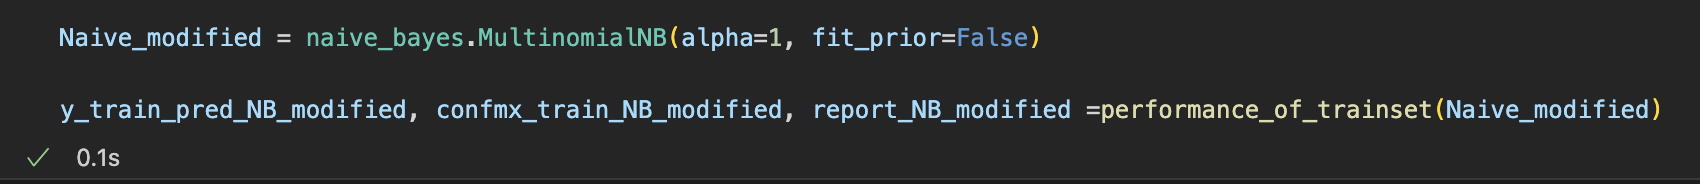 Naive_modified = naive_bayes.MultinomialNB(alpha=1, fit_prior=False)
y_train_pred_NB_modified, confmx_train_NB_modified, report_NB_modified =performance_of_trainset(Naive_modified)
0.1s